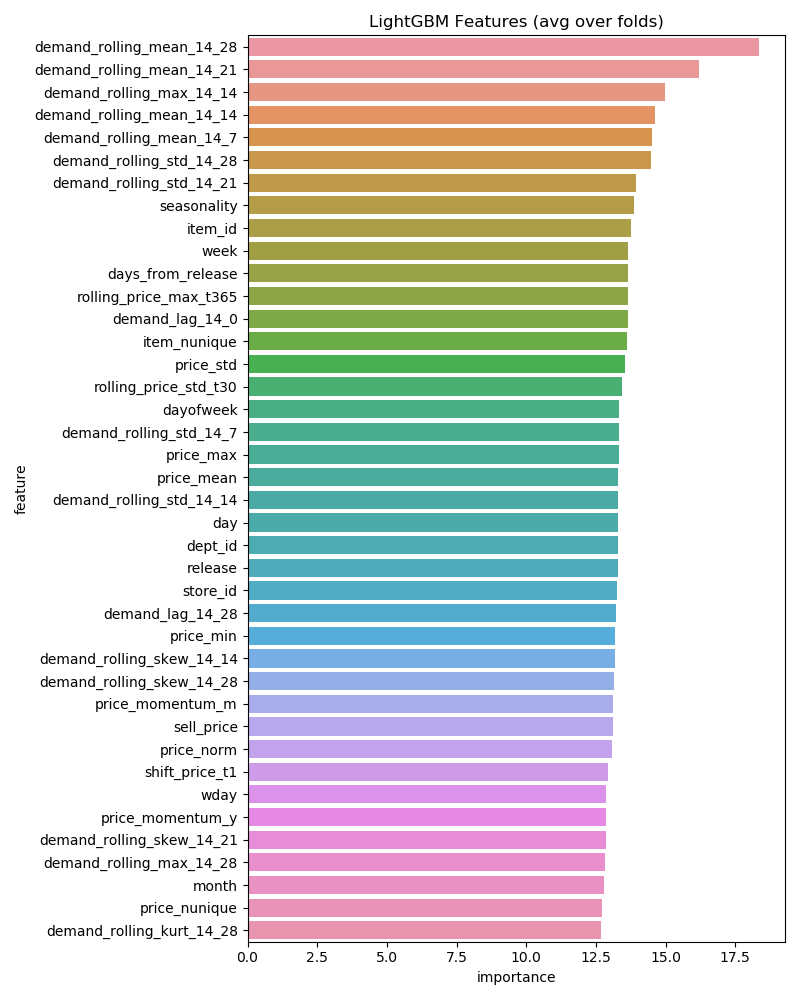 LightGBM Features (avg over folds)
demand_rolling_mean_14_28
demand_rolling_mean_14_21
demand_rolling_max_14_14
demand_rolling_mean_14_14
demand_rolling_mean_14_7
demand_rolling_std_14_28
demand_rolling_std_14_21
seasonality
item_id
week
days_from_release
rolling_price_max_t365
demand_lag_14_0
item_nunique
price_std
rolling_price_std_t30
dayofweek
demand_rolling_std_14_7
price_max
price_mean
demand_rolling_std_14_14
day
dept_id
release
store_id
demand_lag_14_28
price_min
demand_rolling_skew_14_14
demand_rolling_skew_14_28
price_momentum_m
sell_price
price_norm
shift_price_t1
wday
price_momentum_y
demand_rolling_skew_14_21
demand_rolling_max_14_28
month
price_nunique
demand_rolling_kurt_14_28
feature
0.0 2.5 5.0 7.5 10.0 12.5 15.0 17.5
importance